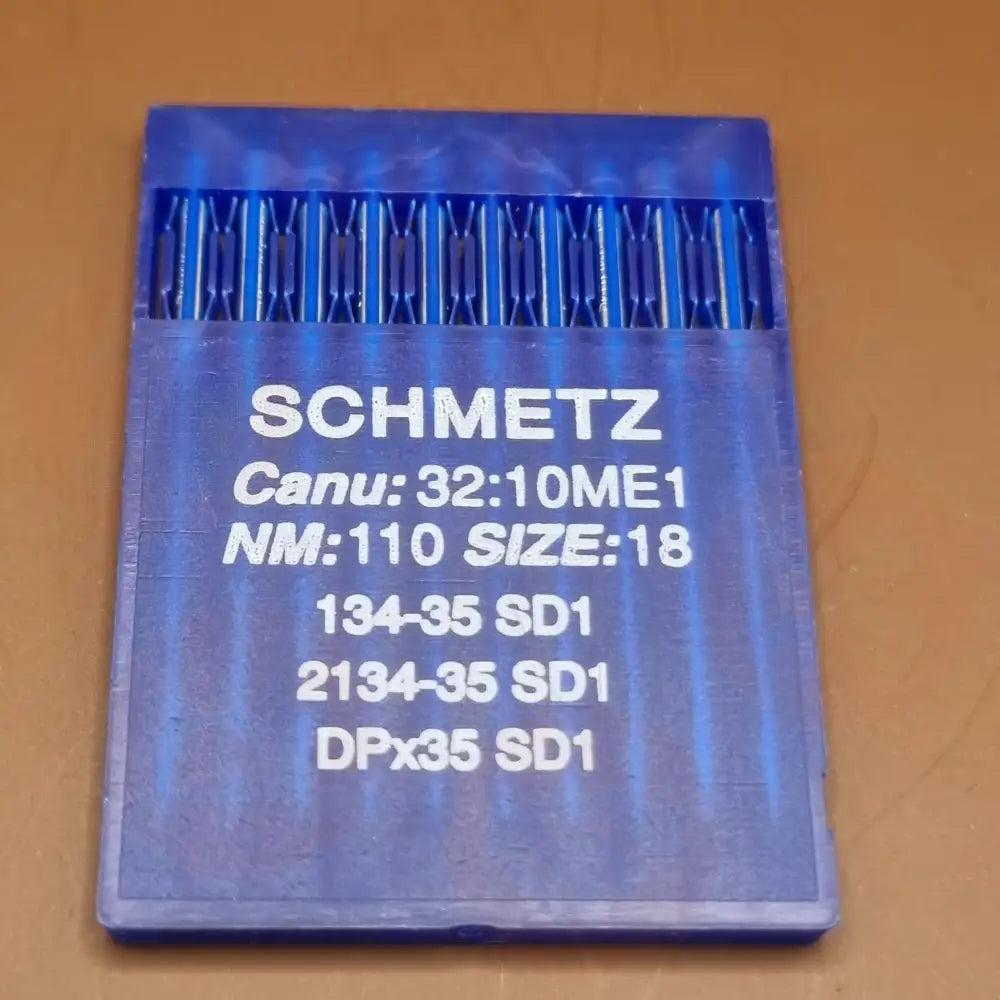 SCHMETZ
Canu: 32:10ME1
NM:110 SIZE:18
134-35 SD1
2134-35 SD1
DPx35 SD1